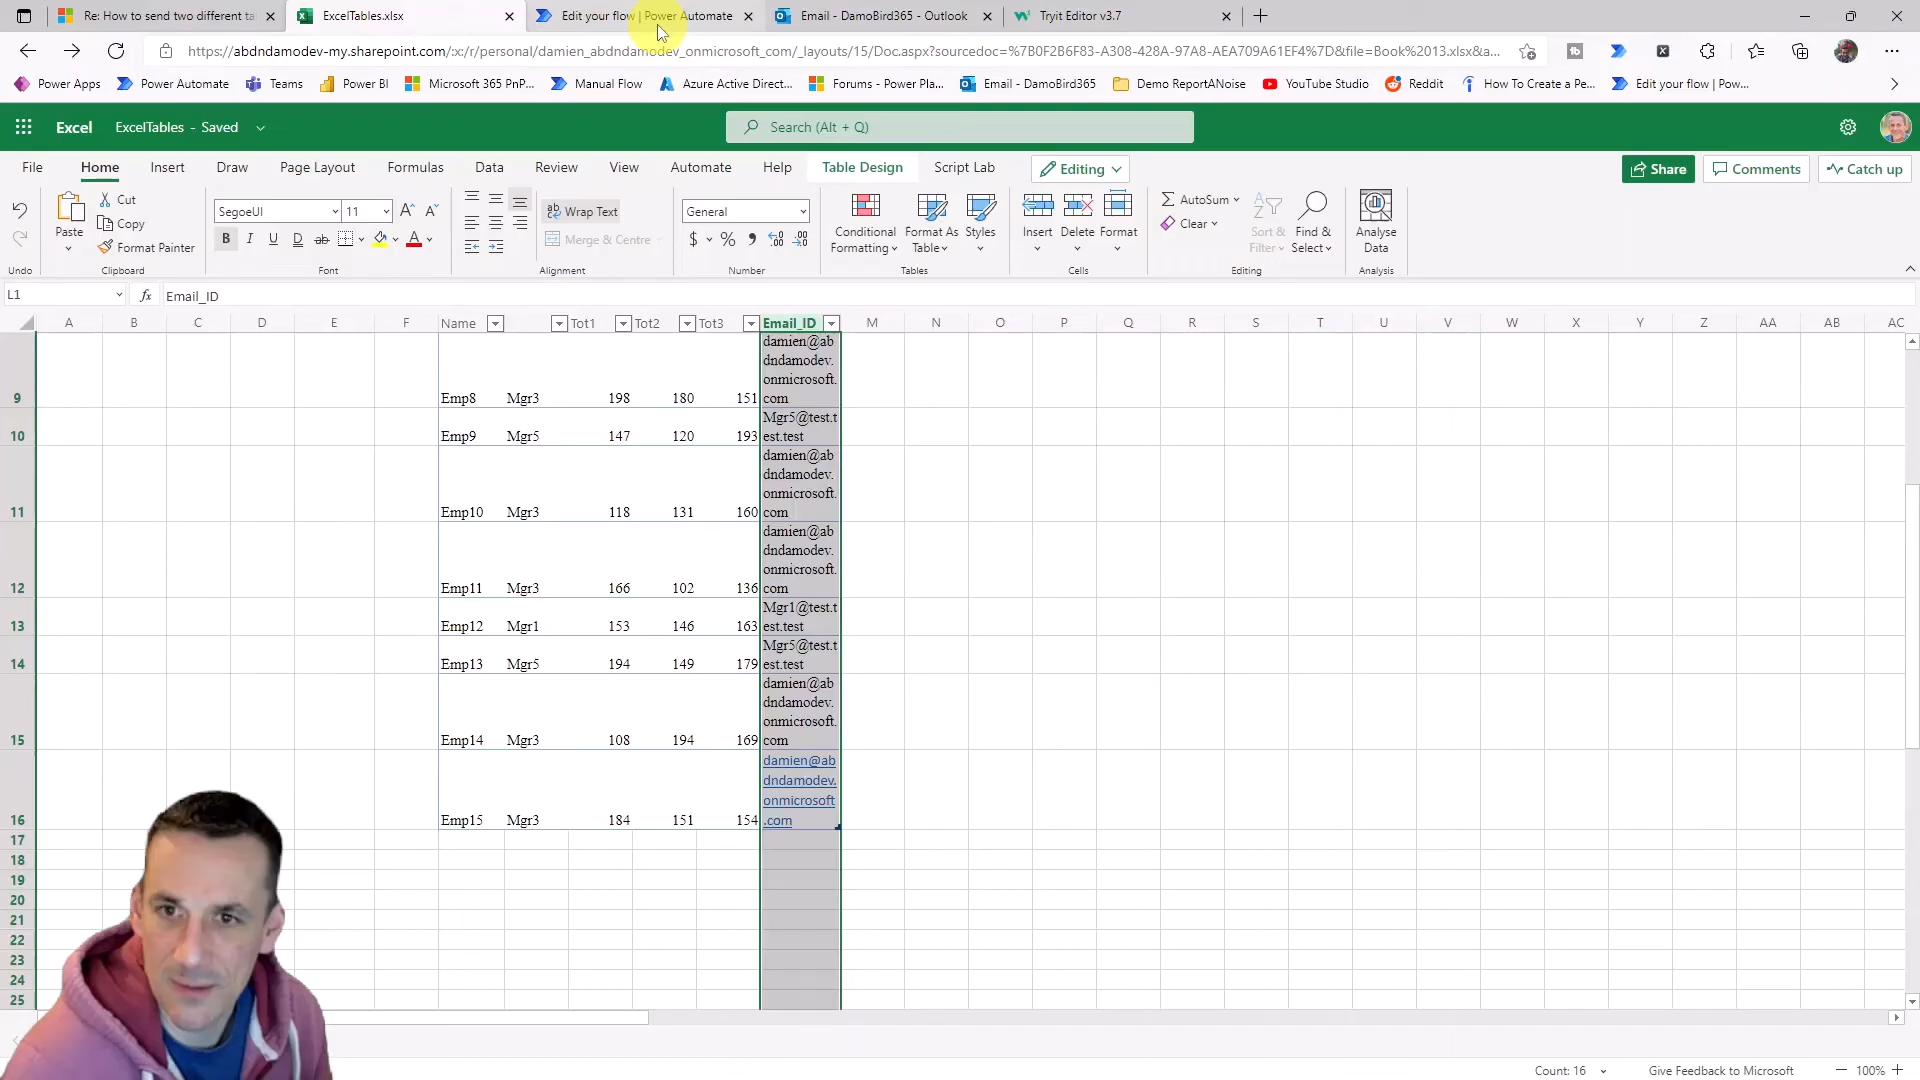 Re: How to send two different ta
ExcelTables.xlsx
Edit your flow | Power Automate
Email - DamoBird365 - Outlook
Tryit Editor v3.7
https://abdndamodev-my.sharepoint.com/:x:/r/personal/damien_abdndamodev_onmicrosoft_com/_layouts/15/Doc.aspx?sourcedoc=%7B0F2B6F83-A308-428A-97A8-AEA709A61EF4%7D&file=Book%2013.xlsx&a...
Power Apps
Power Automate
Teams
Power BI
Microsoft 365 PnP...
Manual Flow
Azure Active Direct...
Forums - Power Pla...
Email - DamoBird365
Demo ReportANoise
YouTube Studio
Reddit
How To Create a Pe...
Edit your flow | Pow...
Excel
ExcelTables - Saved
Search (Alt + Q)
File
Home
Insert
Draw
Page Layout
Formulas
Data
Review
View
Automate
Help
Table Design
Script Lab
Editing
Share
Comments
Catch up
Paste
Cut
Copy
Format Painter
SegoeUI
11
B
I
U
D
ab
Wrap Text
Merge & Centre
General
Conditional
Formatting
Format As
Table
Styles
Insert
Delete
Format
AutoSum
Clear
Sort &
Filter
Find &
Select
Analyse
Data
Undo
Clipboard
Font
Alignment
Number
Tables
Cells
Editing
Analysis
L1
fx
Email_ID
A B C D E F Name Tot1 Tot2 Tot3 Email_ID M N O P Q R S T U V W X Y Z AA AB AC
damien@ab
dndamodev.
onmicrosoft.
9 Emp8 Mgr3 198 180 151 com
Mgr5@test.t
10 Emp9 Mgr5 147 120 193 est.test
damien@ab
dndamodev.
onmicrosoft.
11 Emp10 Mgr3 118 131 160 com
damien@ab
dndamodev.
onmicrosoft.
12 Emp11 Mgr3 166 102 136 com
Mgr1@test.t
13 Emp12 Mgr1 153 146 163 est.test
Mgr5@test.t
14 Emp13 Mgr5 194 149 179 est.test
damien@ab
dndamodev.
onmicrosoft.
15 Emp14 Mgr3 108 194 169 com
damien@ab
dndamodev.
onmicrosoft
16 Emp15 Mgr3 184 151 154 .com
17
18
19
20
21
22
23
24
25
Count: 16
Give Feedback to Microsoft
100%